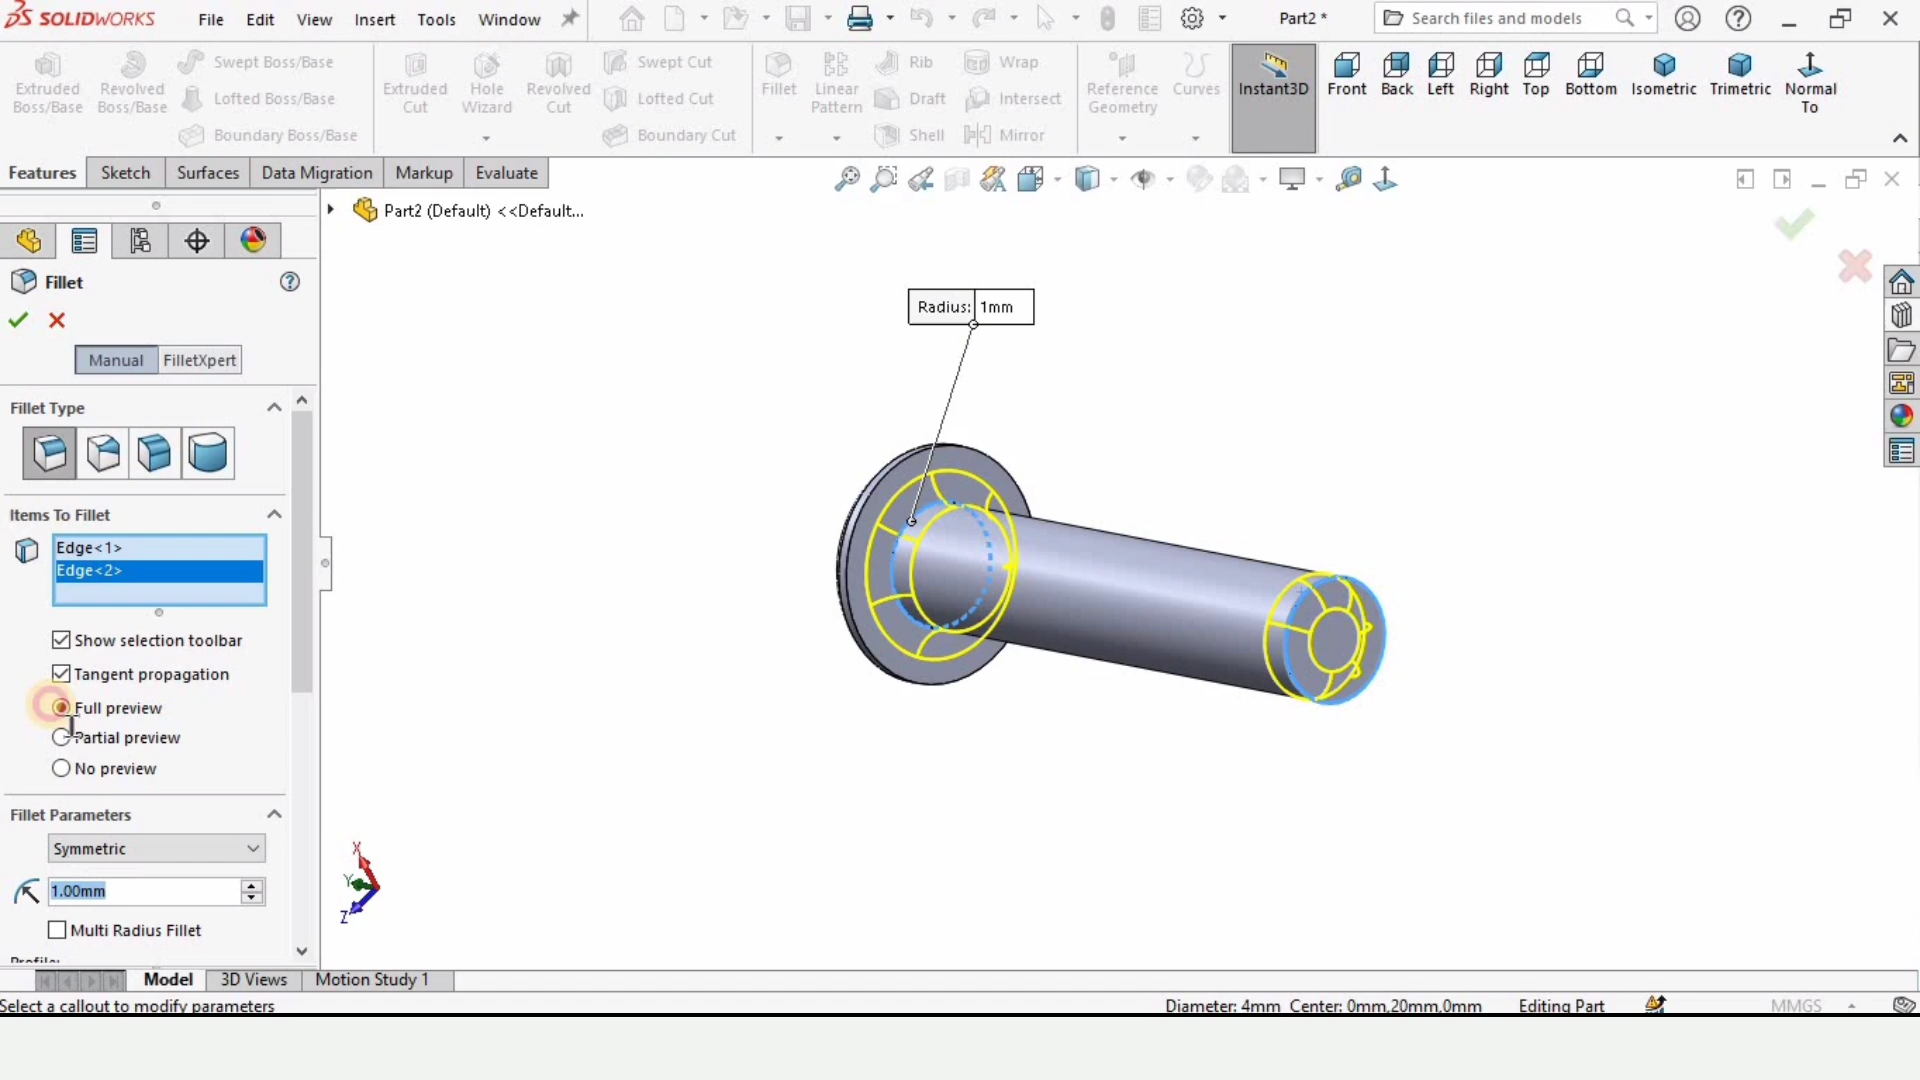 SOLIDWORKS File Edit View Insert Tools Window Part2 * Search files and models
Extruded Boss/Base
Revolved Boss/Base
Swept Boss/Base
Lofted Boss/Base
Boundary Boss/Base
Extruded Cut
Hole Wizard
Revolved Cut
Swept Cut
Lofted Cut
Boundary Cut
Fillet
Linear Pattern
Rib
Draft
Shell
Wrap
Intersect
Mirror
Reference Geometry
Curves
Instant3D
Front
Back
Left
Right
Top
Bottom
Isometric
Trimetric
Normal To
Features Sketch Surfaces Data Migration Markup Evaluate
Part2 (Default) <<Default...
Fillet
Manual FilletXpert
Fillet Type
Items To Fillet
Edge<1>
Edge<2>
Show selection toolbar
Tangent propagation
Full preview
Partial preview
No preview
Fillet Parameters
Symmetric
1.00mm
Multi Radius Fillet
Profile:
Radius: 1mm
X
Y
Z
Model 3D Views Motion Study 1
Select a callout to modify parameters Diameter: 4mm Center: 0mm,20mm,0mm Editing Part MMGS